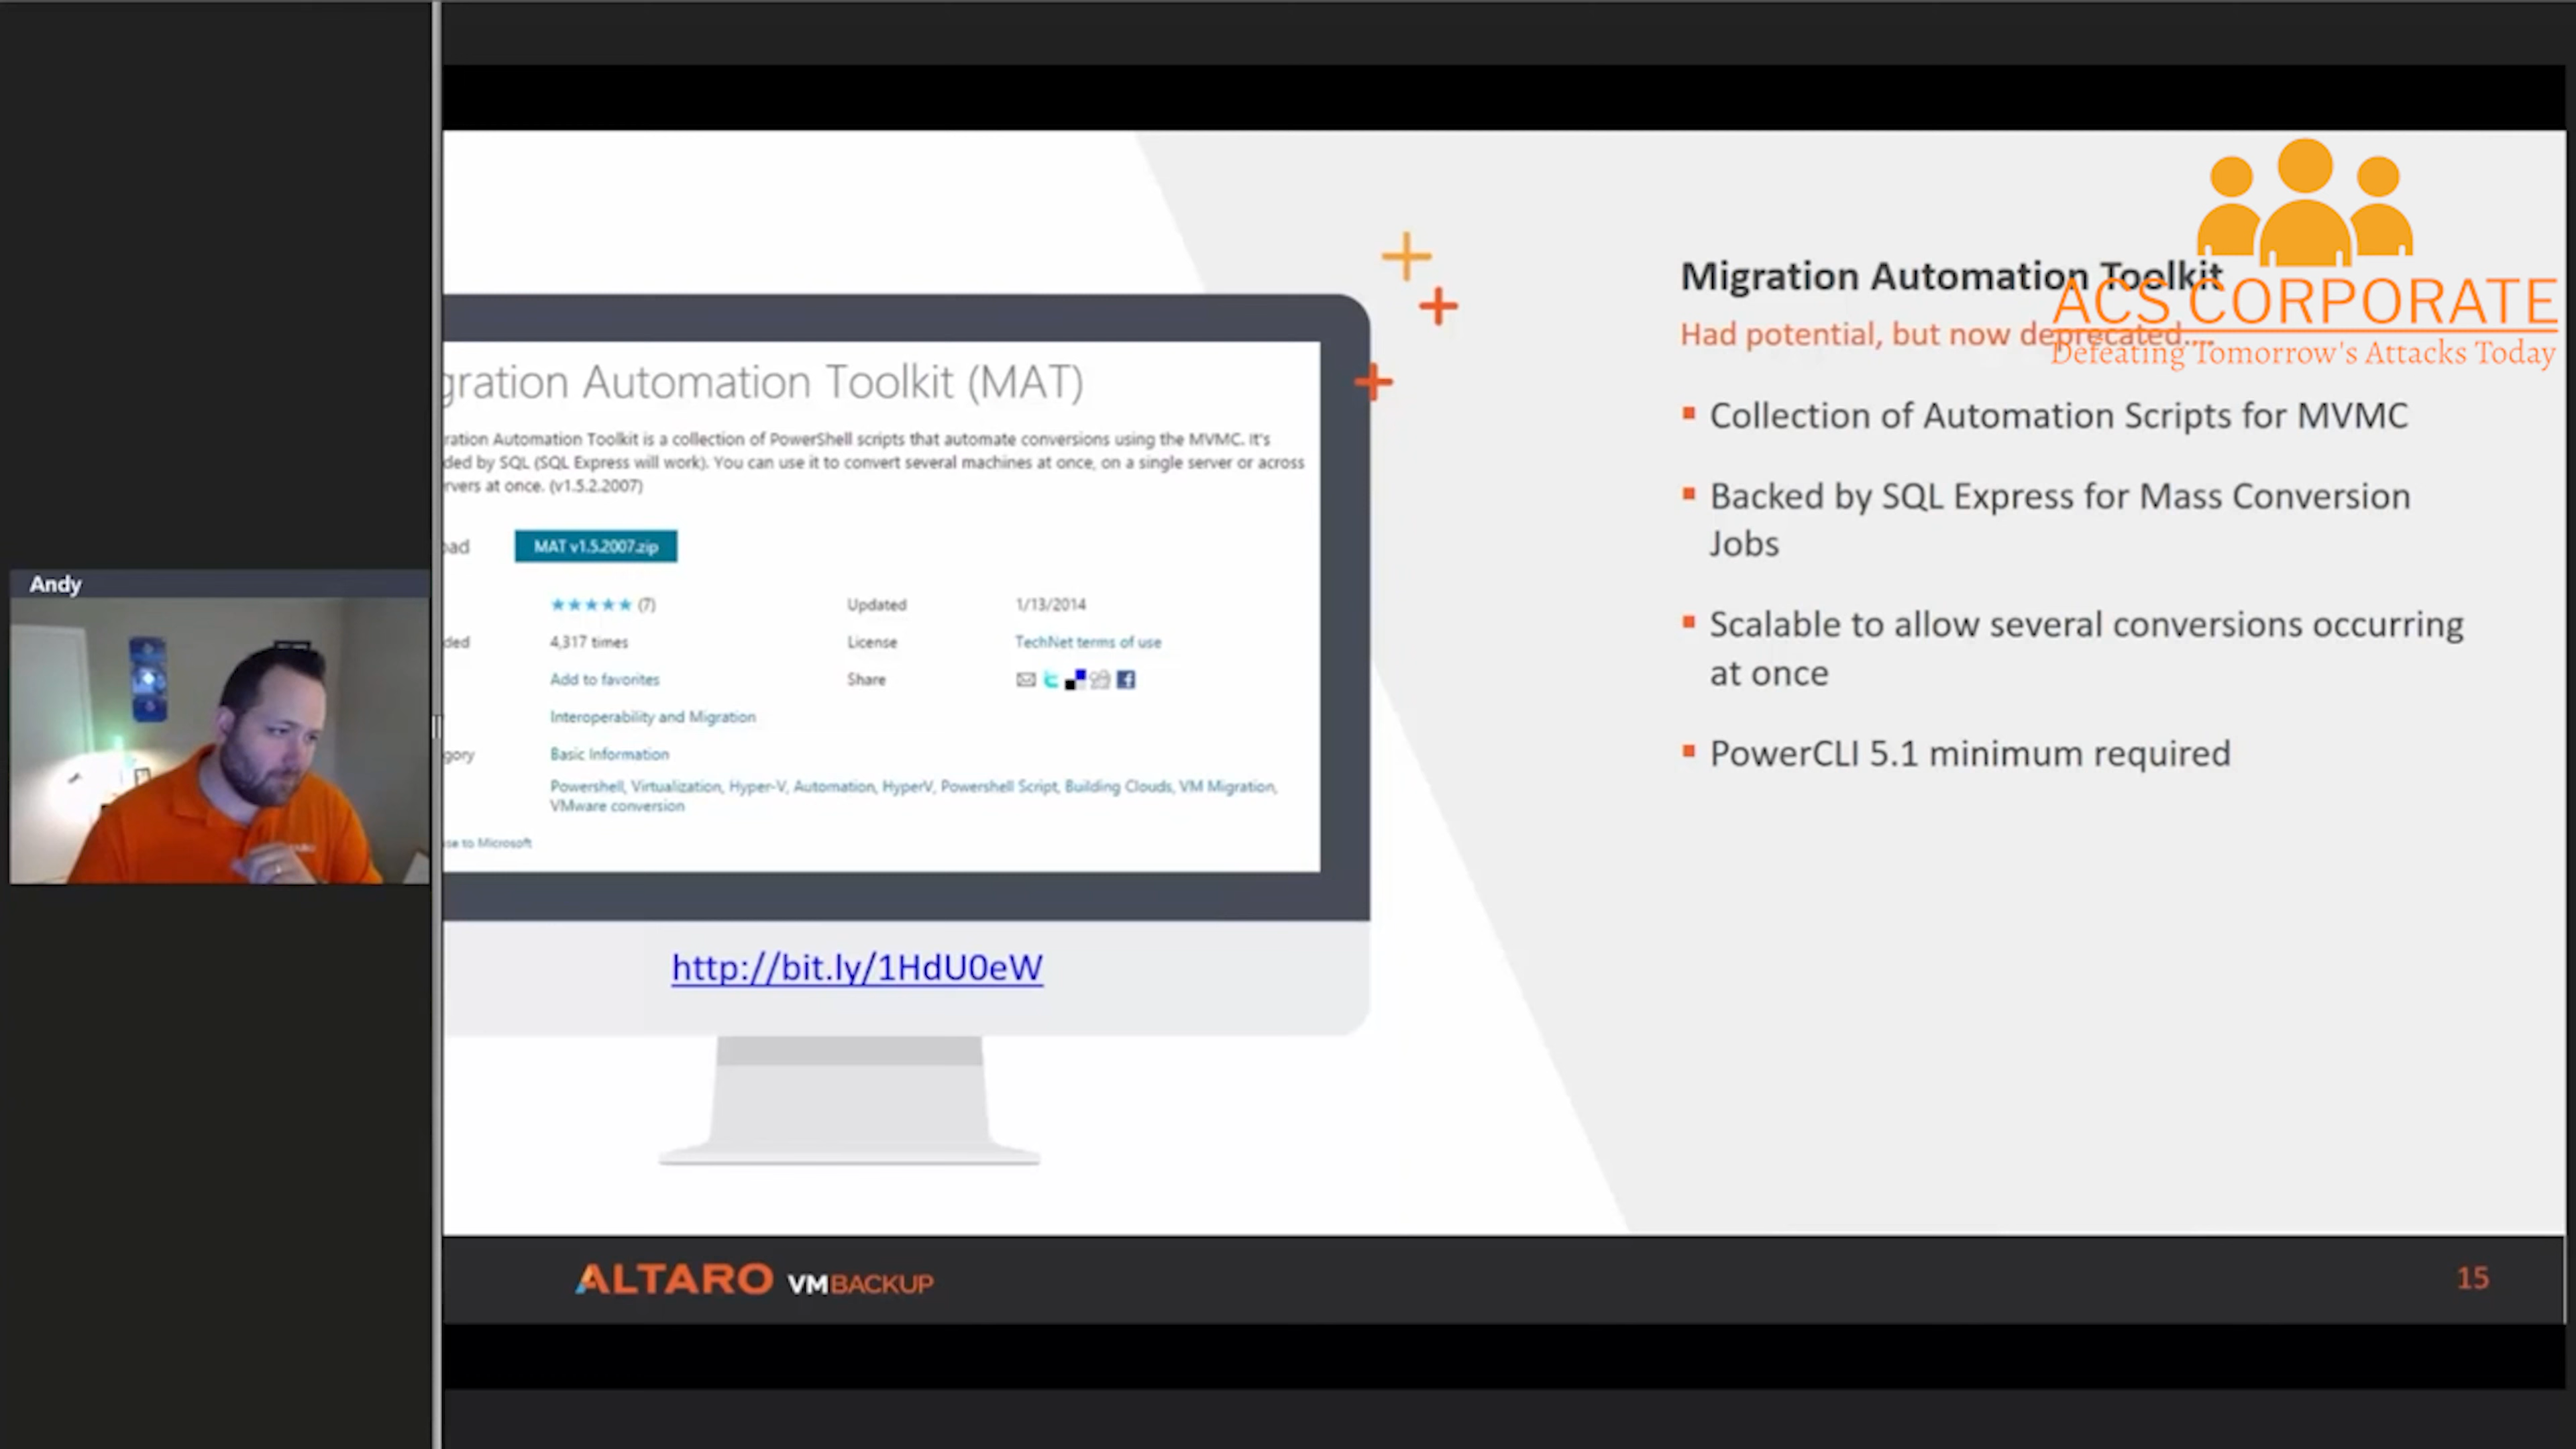 Andy
gration Automation Toolkit (MAT)
ration Automation Toolkit is a collection of PowerShell scripts that automate conversions using the MVMC. It's
ded by SQL (SQL Express will work). You can use it to convert several machines at once, on a single server or across
rvers at once. (v1.5.2.2007)
oad MAT v1.5.2007.zip
(7) Updated 1/13/2014
ded 4,317 times License TechNet terms of use
Add to favorites Share
Interoperability and Migration
gory Basic Information
Powershell, Virtualization, Hyper-V, Automation, HyperV, Powershell Script, Building Clouds, VM Migration,
VMware conversion
se to Microsoft
http://bit.ly/1HdU0eW
Migration Automation Toolkit
ACS CORPORATE
Had potential, but now deprecated....
Defeating Tomorrow's Attacks Today
Collection of Automation Scripts for MVMC
Backed by SQL Express for Mass Conversion
Jobs
Scalable to allow several conversions occurring
at once
PowerCLI 5.1 minimum required
ALTARO VMBACKUP
15